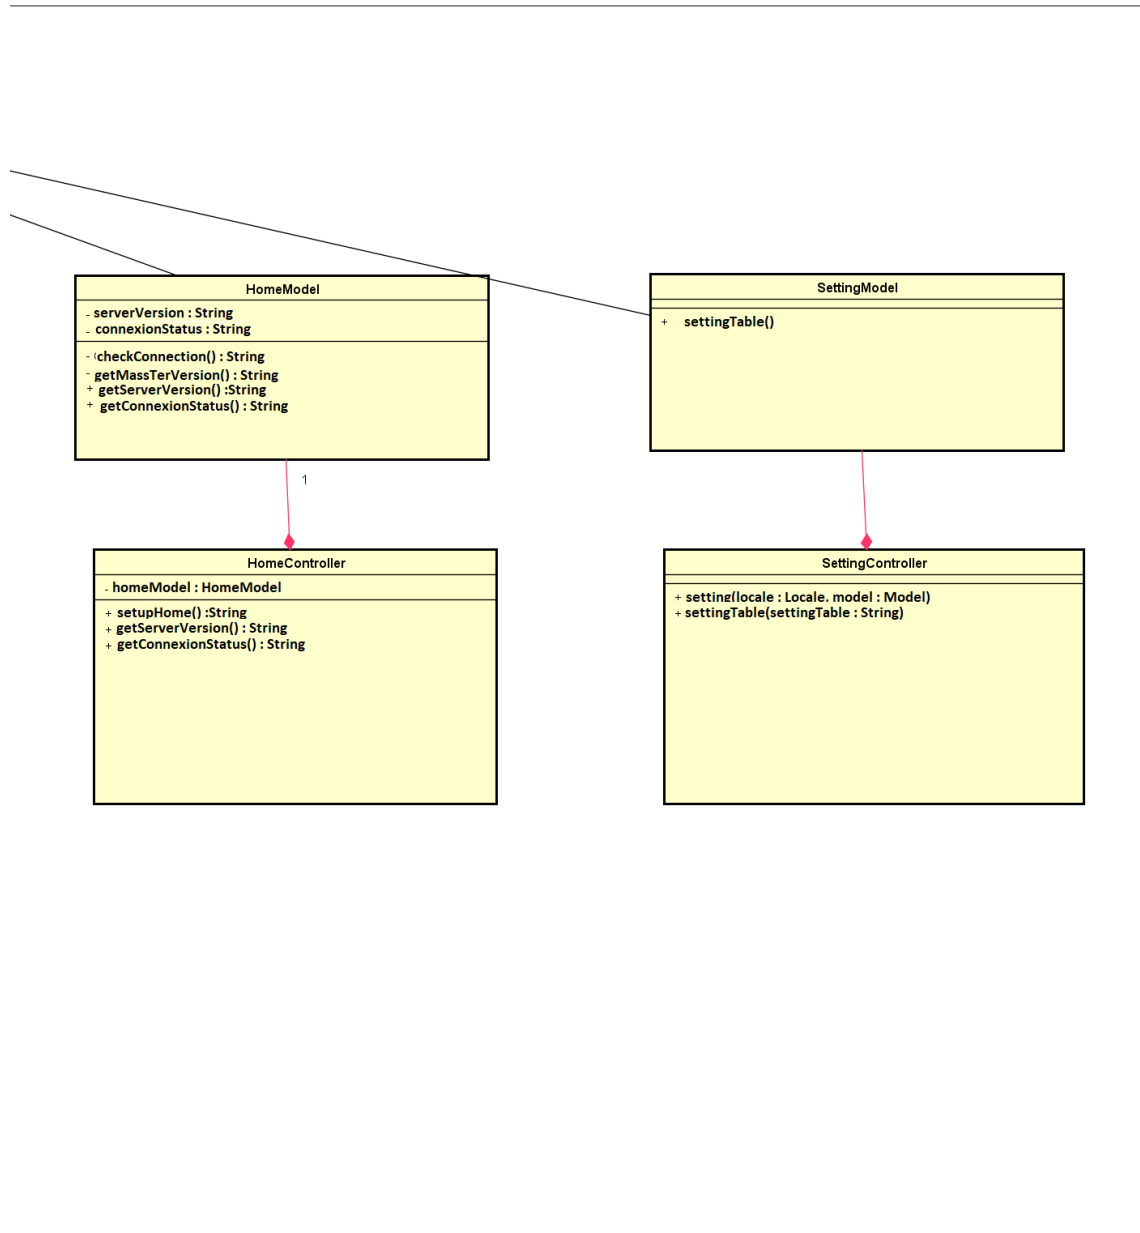 HomeModel
- serverVersion : String
- connexionStatus : String
- checkConnection() : String
- getMassTerVersion() : String
+ getServerVersion() :String
+ getConnexionStatus() : String
SettingModel
+ settingTable()
1
HomeController
- homeModel : HomeModel
+ setupHome() :String
+ getServerVersion() : String
+ getConnexionStatus() : String
SettingController
+ setting(locale : Locale, model : Model)
+ settingTable(settingTable : String)